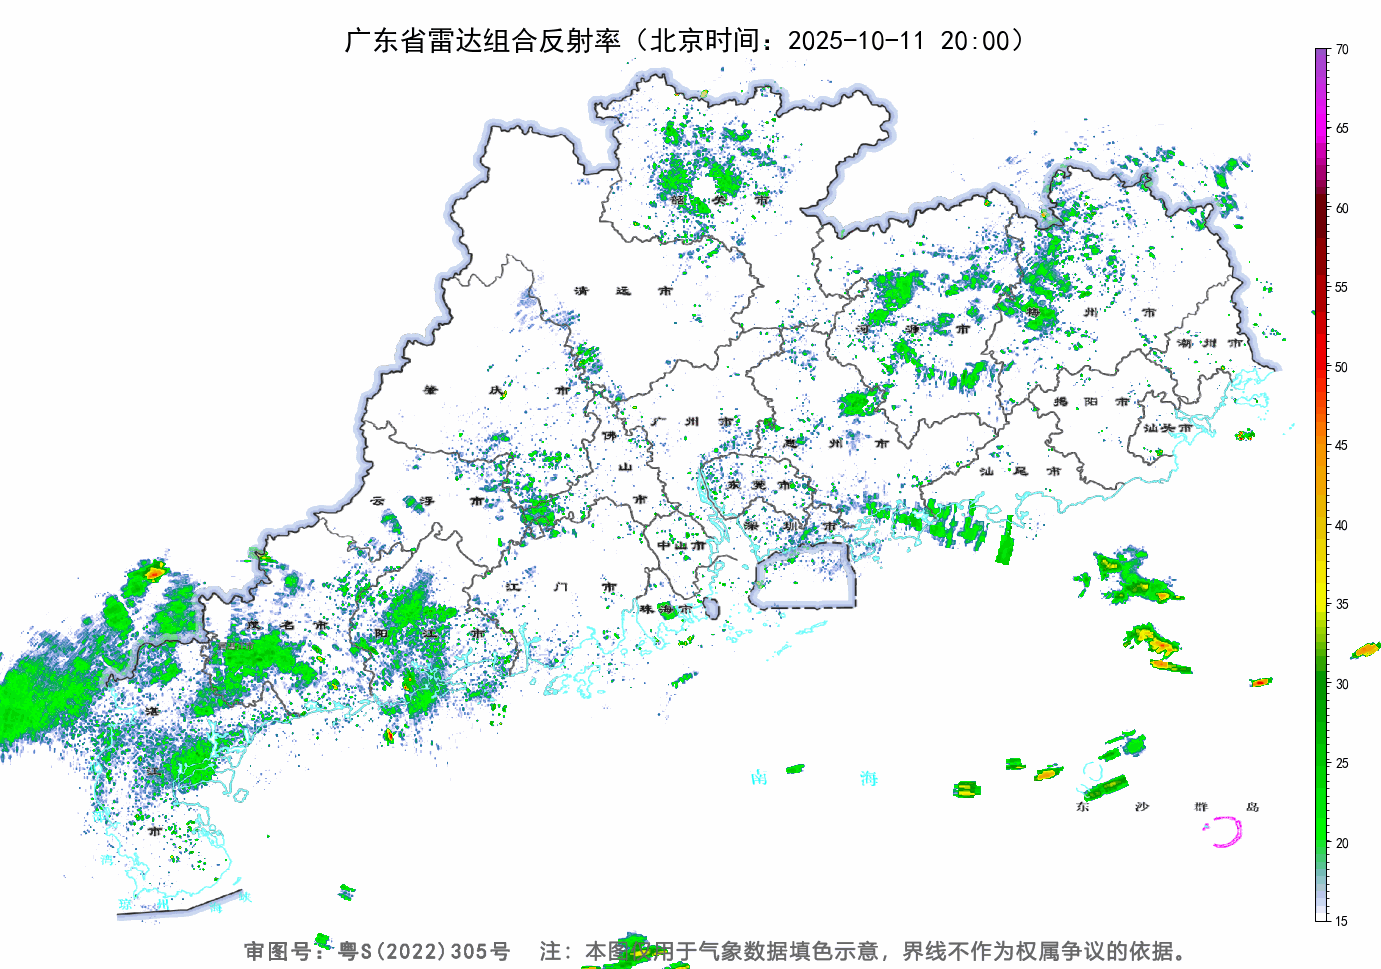 广东省雷达组合反射率（北京时间：2025-10-11 20:00）
70
65
60
55
50
45
40
35
30
25
20
15
韶关市
清远市
河源市
梅州市
潮州市
肇庆市
广州市
佛山市
惠州市
揭阳市
汕头市
汕尾市
云浮市
东莞市
深圳市
中山市
江门市
珠海市
茂名市
阳江市
湛江市
南海
东沙群岛
湾
琼州海峡
审图号：粤S(2022)305号 注：本图仅用于气象数据填色示意，界线不作为权属争议的依据。